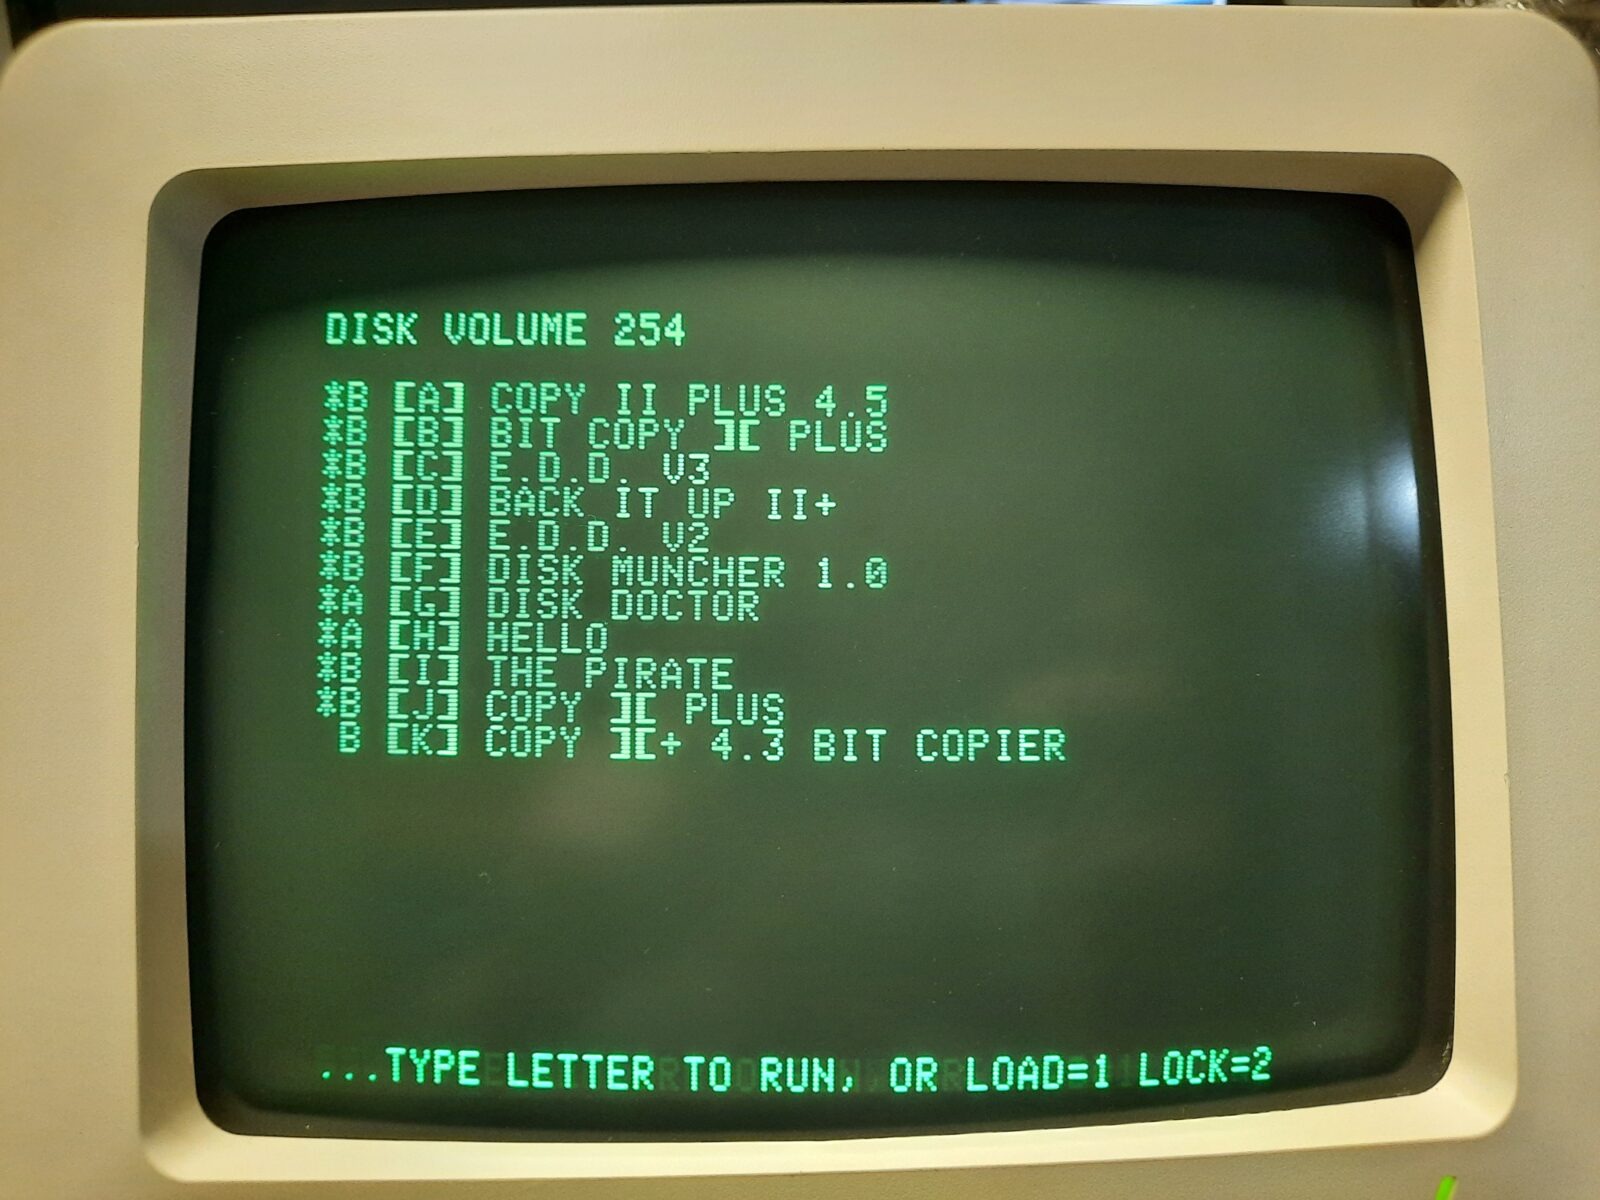 DISK VOLUME 254
*B [A] COPY II PLUS 4.5
*B [B] BIT COPY ][ PLUS
*B [C] E.D.D. V3
*B [D] BACK IT UP II+
*B [E] E.D.D. V2
*B [F] DISK MUNCHER 1.0
*A [G] DISK DOCTOR
*A [H] HELLO
*B [I] THE PIRATE
*B [J] COPY ][ PLUS
B [K] COPY ][+ 4.3 BIT COPIER
...TYPE LETTER TO RUN, OR LOAD=1 LOCK=2